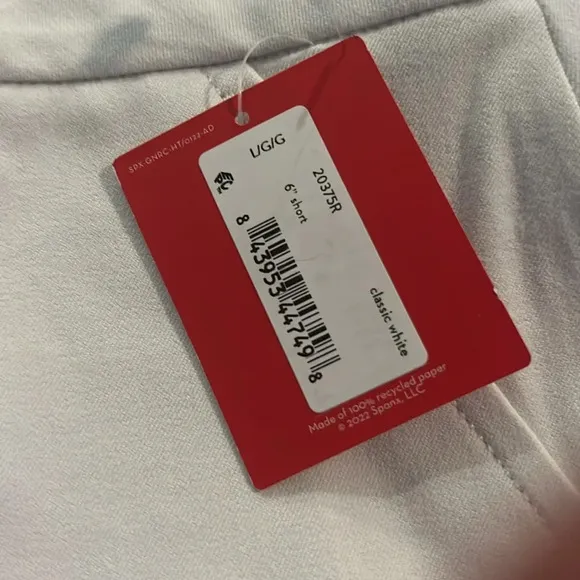 SPX GNRC-HT/0122-AD
L/G/G
20375R
6" short
classic white
8 43953 44749 8
Made of 100% recycled paper
© 2022 Spanx, LLC